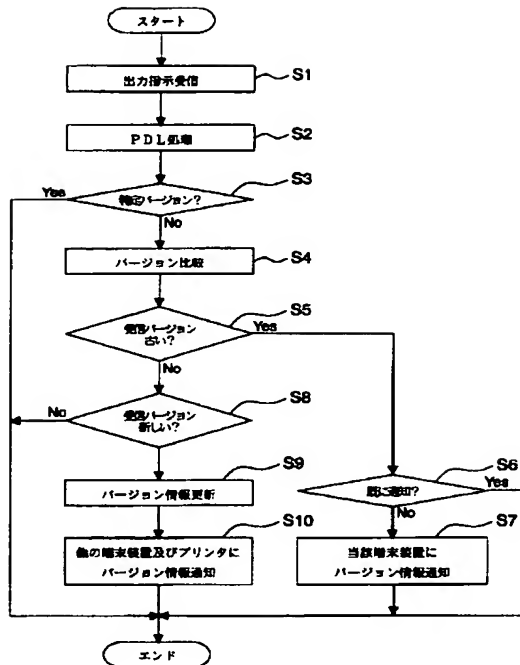 スタート
出力指示受信
S1
PDL処理
S2
特定バージョン?
S3
Yes
No
バージョン比較
S4
受信バージョン
古い?
S5
Yes
No
受信バージョン
新しい?
S8
No
既に通知?
S6
Yes
No
バージョン情報更新
S9
他の端末装置及びプリンタに
バージョン情報通知
S10
当該端末装置に
バージョン情報通知
S7
エンド